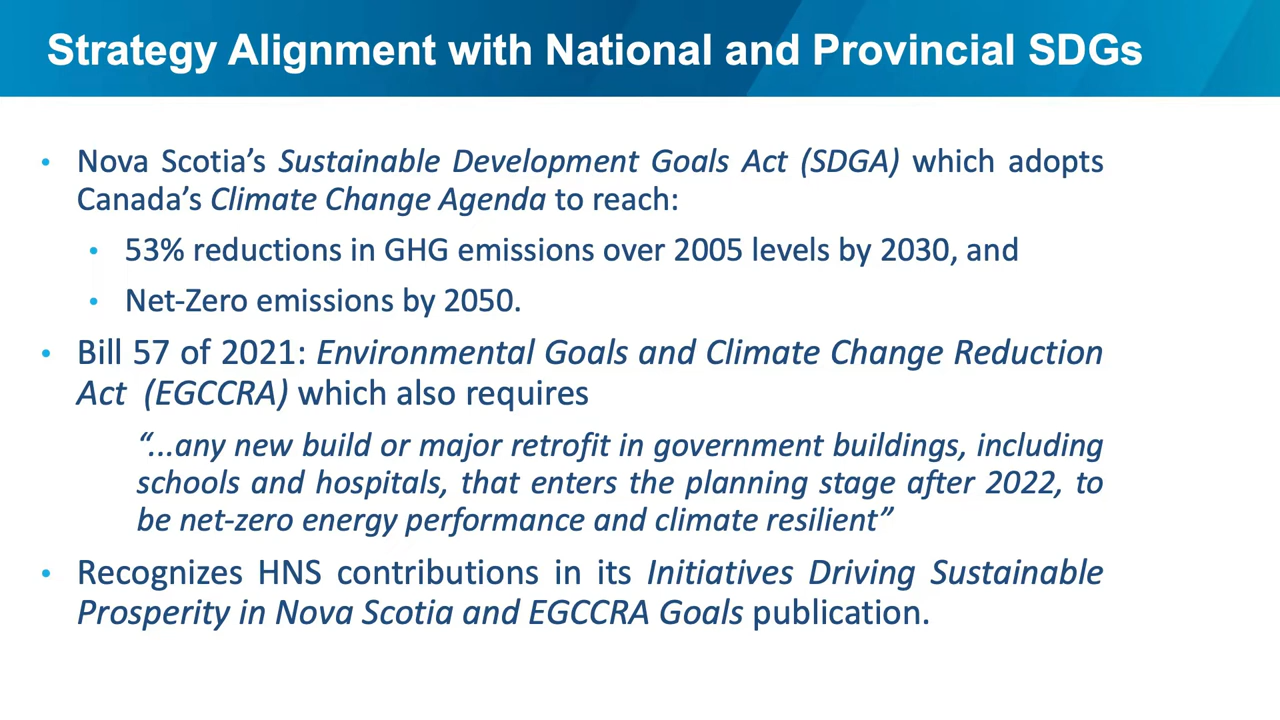 Strategy Alignment with National and Provincial SDGs
• Nova Scotia’s Sustainable Development Goals Act (SDGA) which adopts
Canada’s Climate Change Agenda to reach:
• 53% reductions in GHG emissions over 2005 levels by 2030, and
• Net-Zero emissions by 2050.
• Bill 57 of 2021: Environmental Goals and Climate Change Reduction
Act (EGCCRA) which also requires
“...any new build or major retrofit in government buildings, including
schools and hospitals, that enters the planning stage after 2022, to
be net-zero energy performance and climate resilient”
• Recognizes HNS contributions in its Initiatives Driving Sustainable
Prosperity in Nova Scotia and EGCCRA Goals publication.